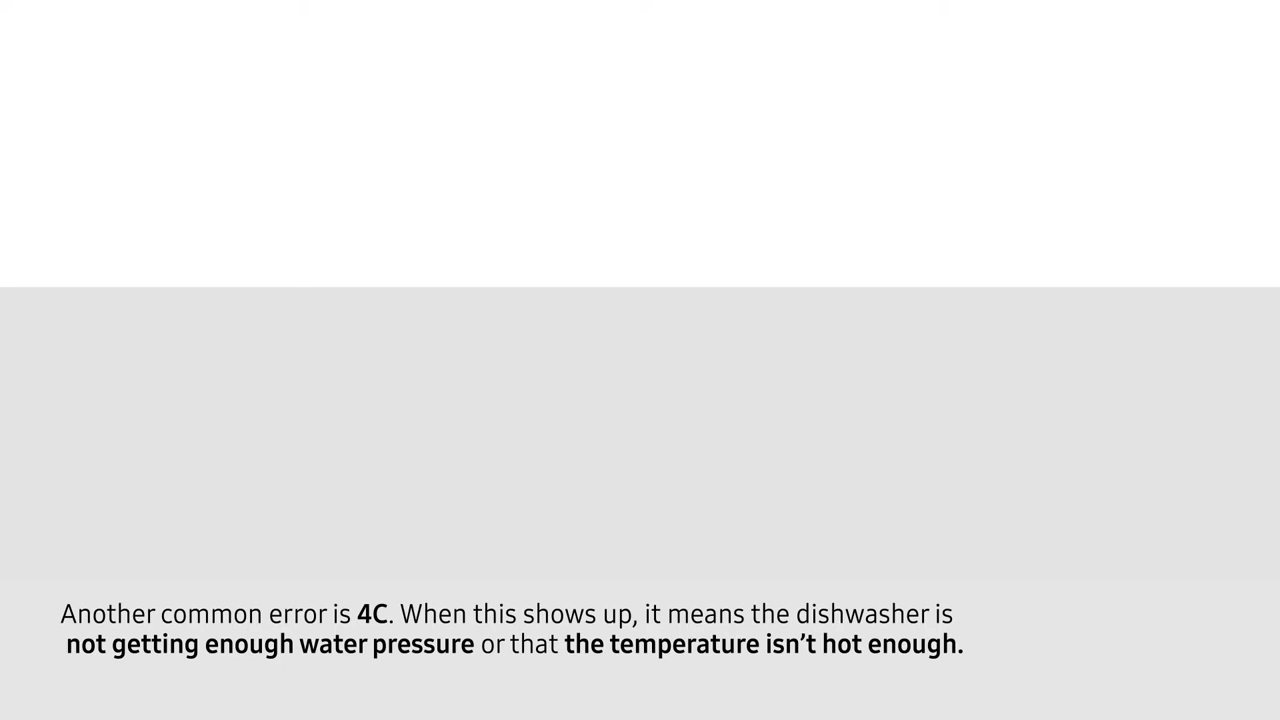 Another common error is 4C. When this shows up, it means the dishwasher is
not getting enough water pressure or that the temperature isn’t hot enough.